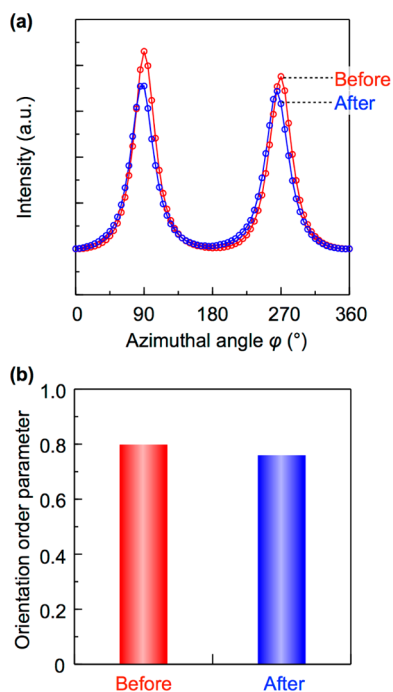 (a)
Intensity (a.u.)
Before
After
0 90 180 270 360
Azimuthal angle φ (°)
(b)
Orientation order parameter
1.0
0.8
0.6
0.4
0.2
0
Before After